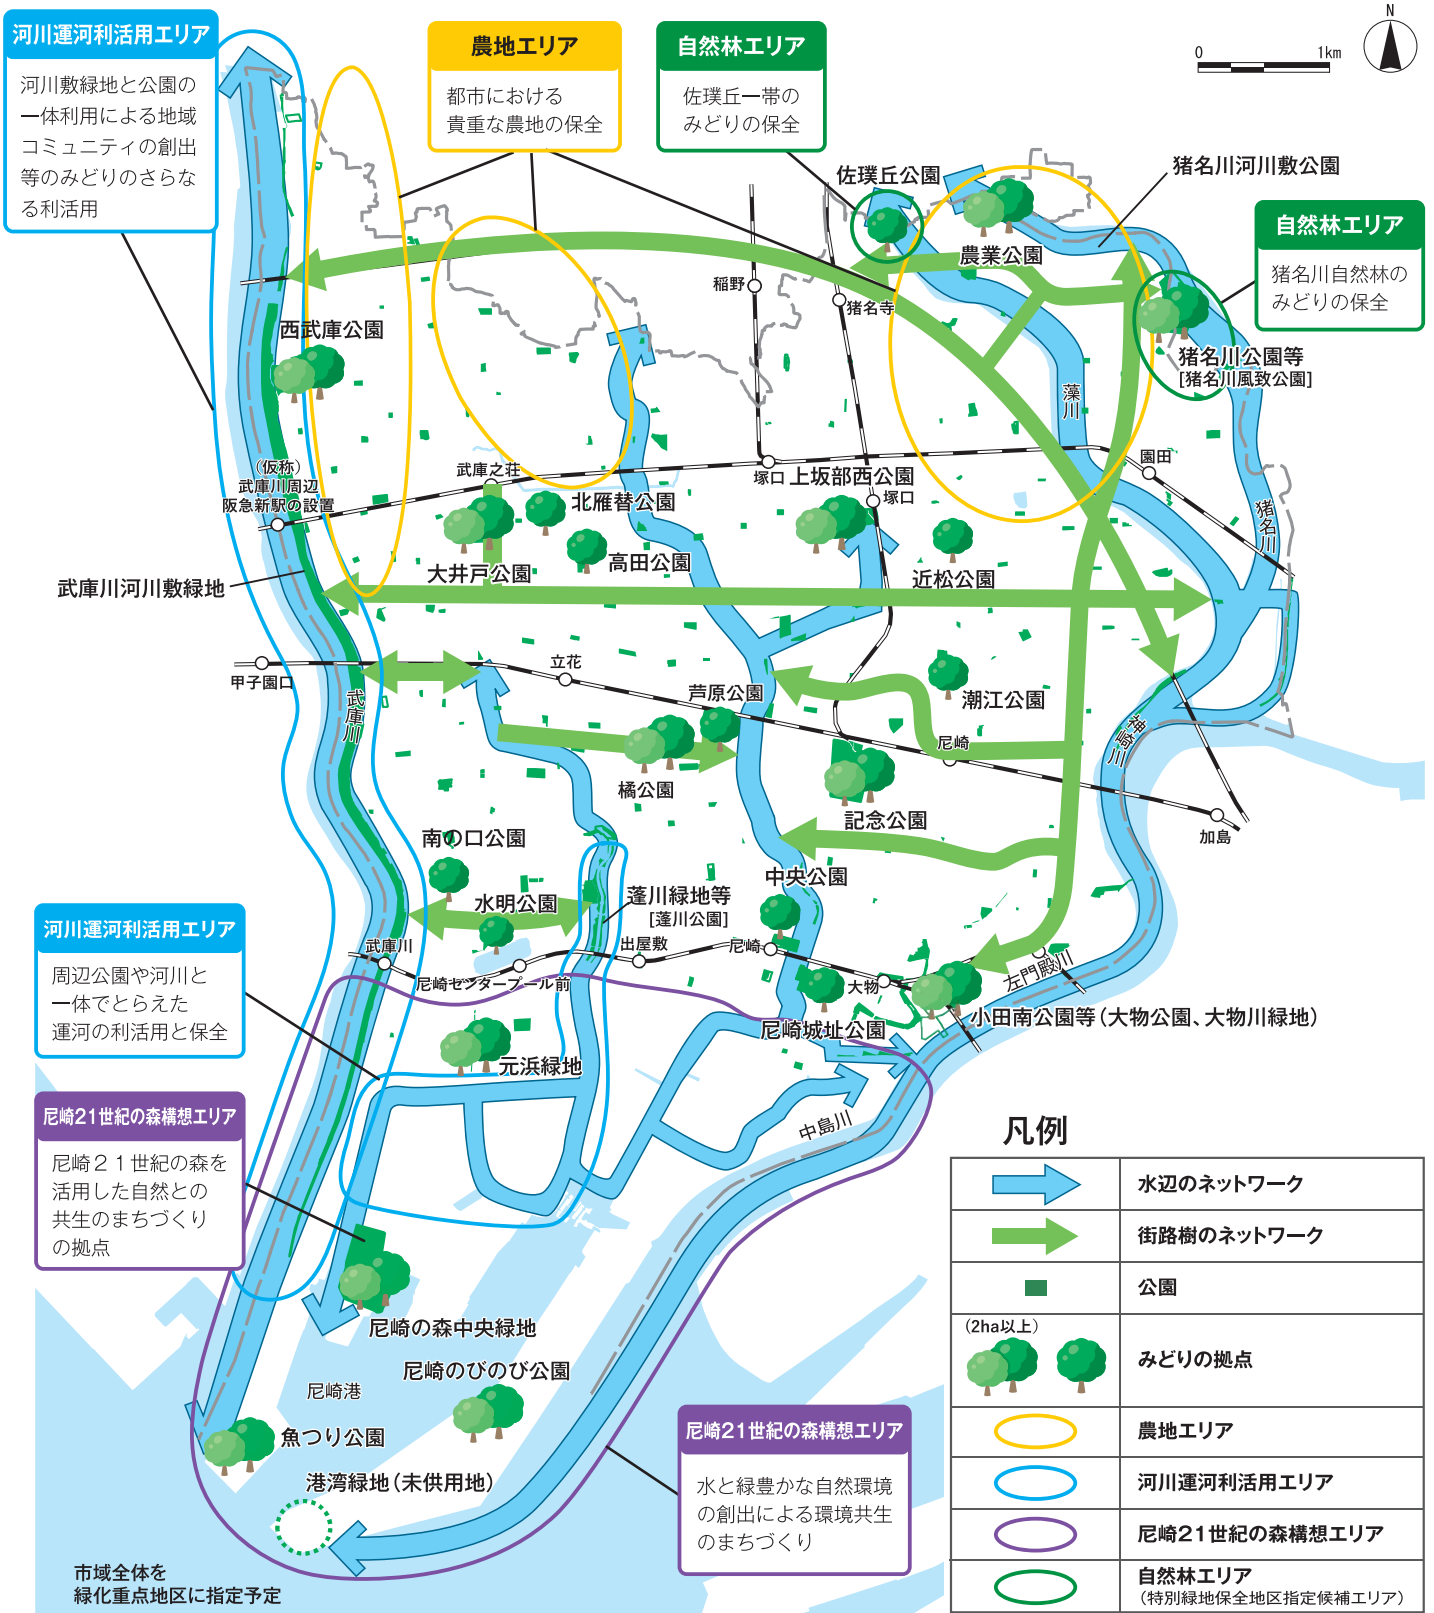 河川運河利活用エリア
河川敷緑地と公園の
一体利用による地域
コミュニティの創出
等のみどりのさらな
る利活用
農地エリア
都市における
貴重な農地の保全
自然林エリア
佐璞丘一帯の
みどりの保全
0 1km
N
佐璞丘公園
猪名川河川敷公園
自然林エリア
猪名川自然林の
みどりの保全
農業公園
稲野
猪名寺
西武庫公園
猪名川公園等
[猪名川風致公園]
藻川
(仮称)
武庫川周辺
阪急新駅の設置
武庫之荘
塚口
上坂部西公園
塚口
園田
北雁替公園
高田公園
大井戸公園
近松公園
猪名川
武庫川河川敷緑地
甲子園口
立花
武庫川
芦原公園
潮江公園
尼崎
神崎川
橘公園
記念公園
加島
南の口公園
中央公園
水明公園
蓬川緑地等
[蓬川公園]
武庫川
尼崎センタープール前
出屋敷
尼崎
大物
左門殿川
尼崎城址公園
小田南公園等(大物公園、大物川緑地)
河川運河利活用エリア
周辺公園や河川と
一体でとらえた
運河の利活用と保全
元浜緑地
中島川
尼崎21世紀の森構想エリア
尼崎21世紀の森を
活用した自然との
共生のまちづくり
の拠点
尼崎の森中央緑地
尼崎のびのび公園
尼崎港
魚つり公園
港湾緑地(未供用地)
尼崎21世紀の森構想エリア
水と緑豊かな自然環境
の創出による環境共生
のまちづくり
市域全体を
緑化重点地区に指定予定
凡例
水辺のネットワーク
街路樹のネットワーク
公園
(2ha以上)
みどりの拠点
農地エリア
河川運河利活用エリア
尼崎21世紀の森構想エリア
自然林エリア
(特別緑地保全地区指定候補エリア)